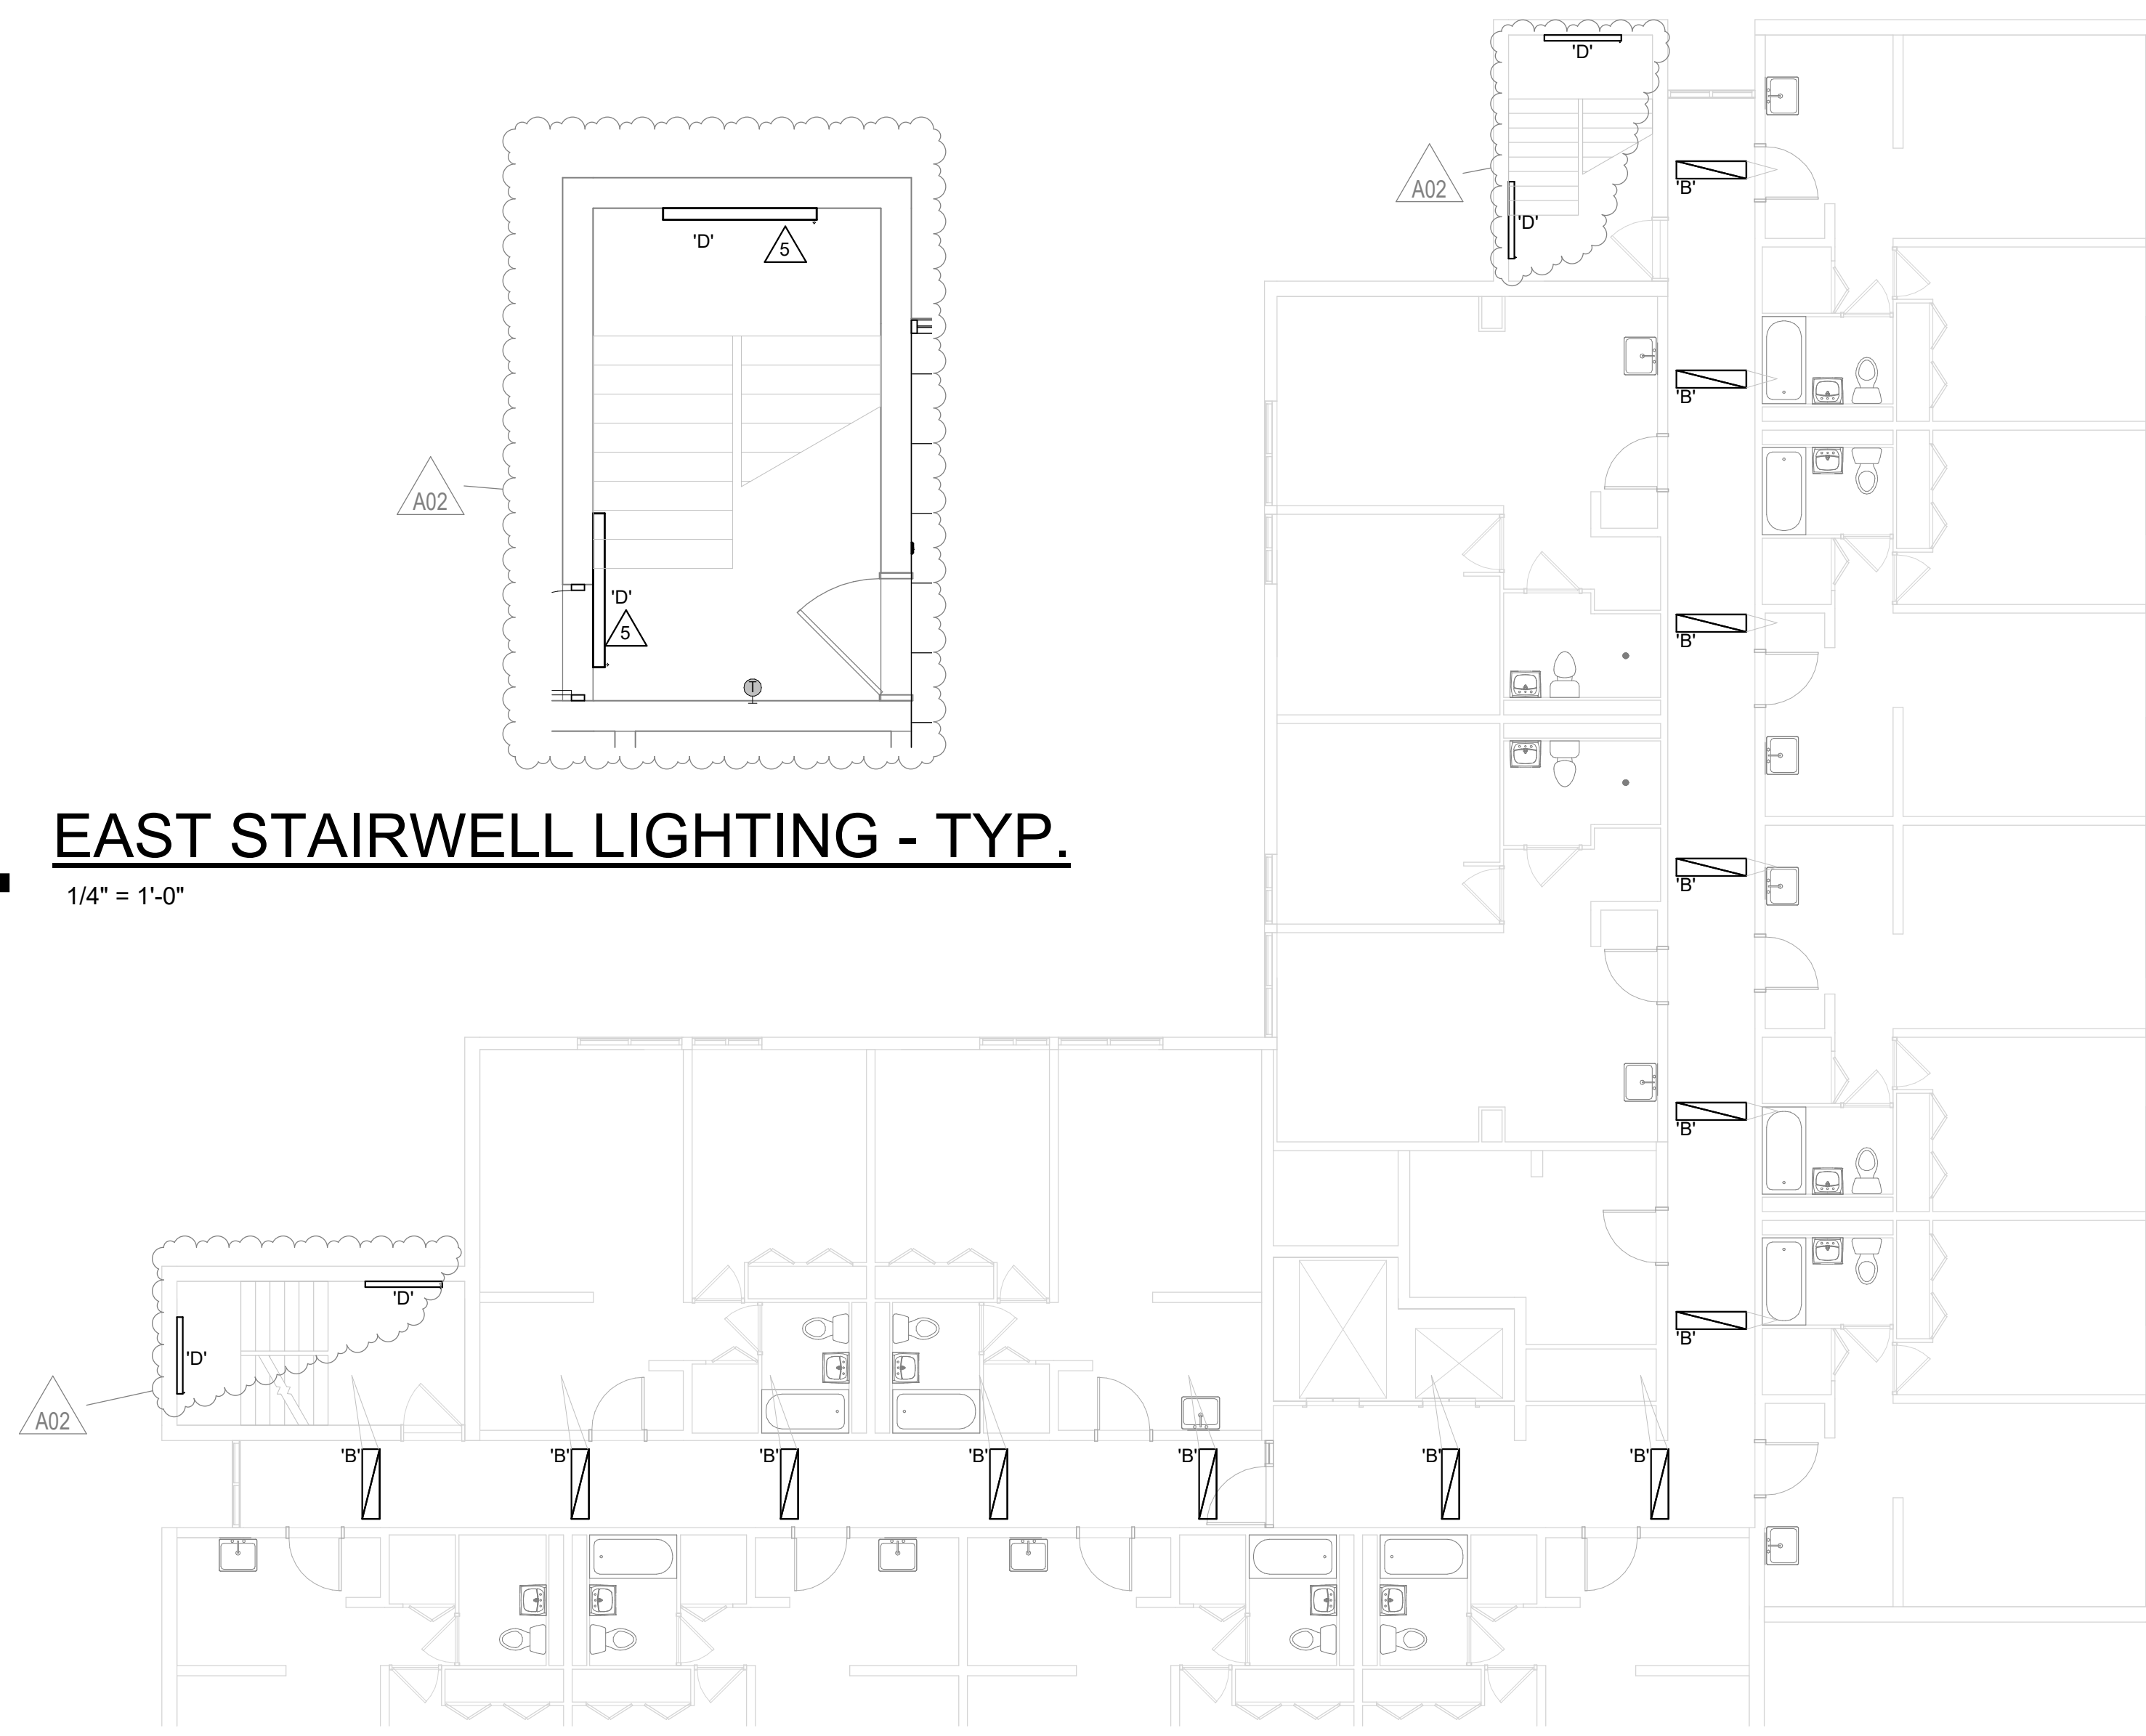 'D'
A02
'B'
'D'
'D'
5
'B'
A02
'D'
5
'B'
T
EAST STAIRWELL LIGHTING - TYP.
1/4" = 1'-0"
'B'
'B'
'D'
'B'
'D'
A02
'B' 'B' 'B' 'B' 'B' 'B' 'B'